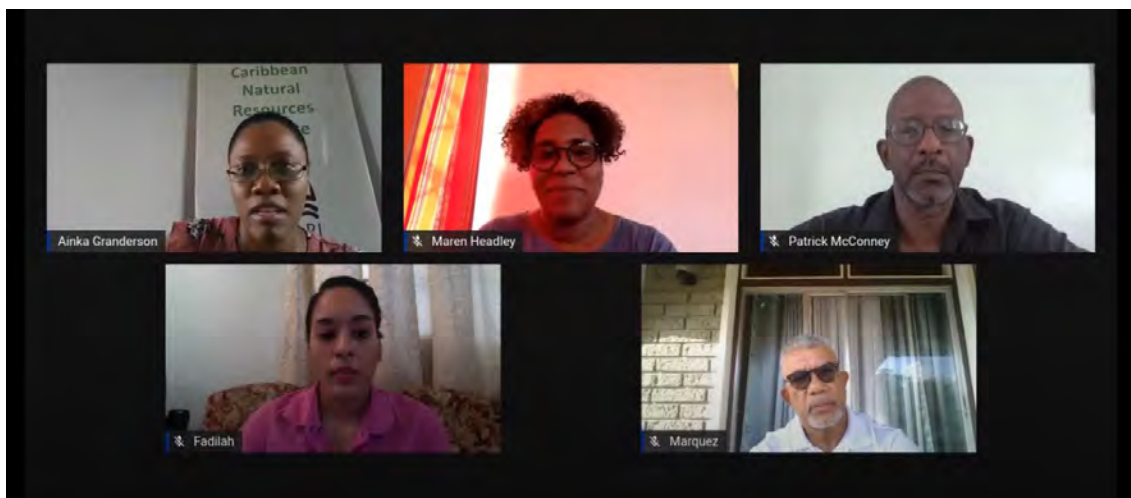 Caribbean
Natural
Resources
Ainka Granderson
Maren Headley
Patrick McConney
Fadilah
Marquez